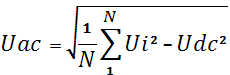 Uac = √(1/N ∑₁ᴺ Ui² − Udc²)